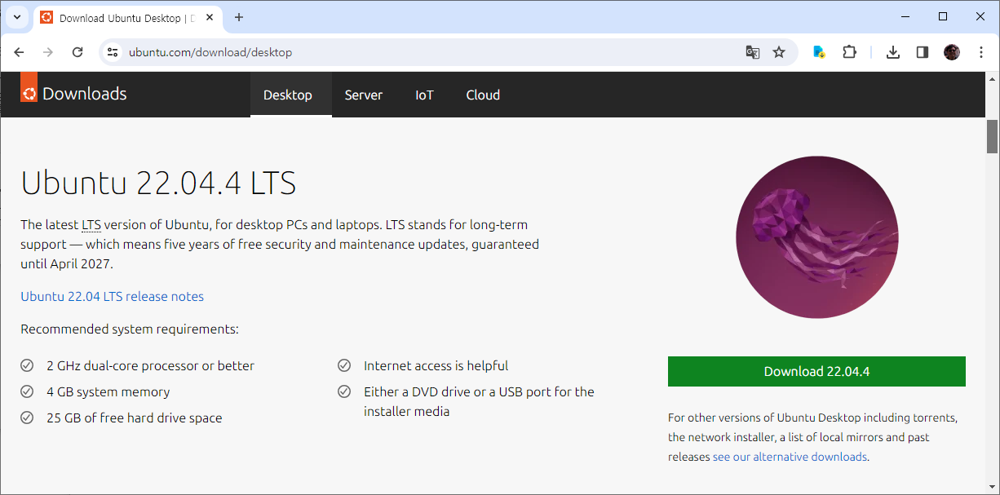 Download Ubuntu Desktop | D
ubuntu.com/download/desktop
Downloads
Desktop
Server
IoT
Cloud
Ubuntu 22.04.4 LTS
The latest LTS version of Ubuntu, for desktop PCs and laptops. LTS stands for long-term
support — which means five years of free security and maintenance updates, guaranteed
until April 2027.
Ubuntu 22.04 LTS release notes
Recommended system requirements:
2 GHz dual-core processor or better
4 GB system memory
25 GB of free hard drive space
Internet access is helpful
Either a DVD drive or a USB port for the
installer media
Download 22.04.4
For other versions of Ubuntu Desktop including torrents,
the network installer, a list of local mirrors and past
releases see our alternative downloads.